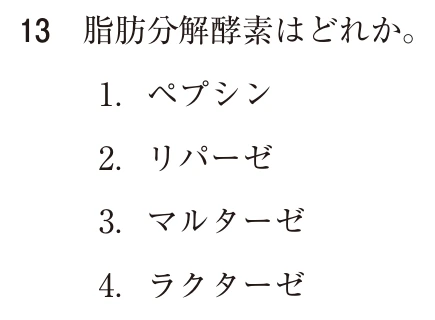 13 脂肪分解酵素はどれか。
1. ペプシン
2. リパーゼ
3. マルターゼ
4. ラクターゼ